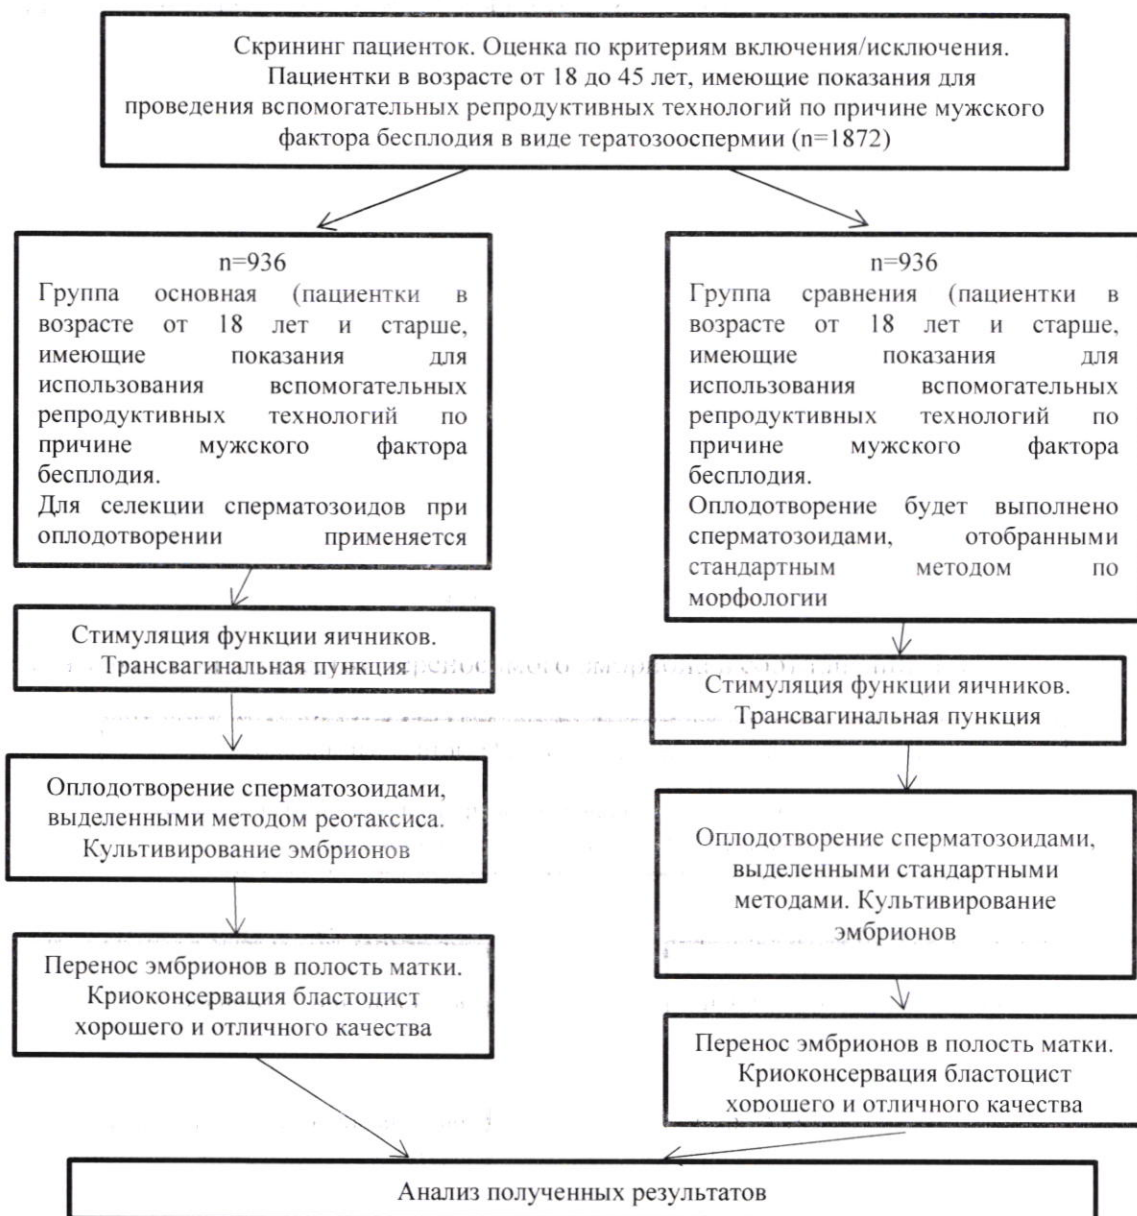 Скрининг пациенток. Оценка по критериям включения/исключения.
Пациентки в возрасте от 18 до 45 лет, имеющие показания для
проведения вспомогательных репродуктивных технологий по причине мужского
фактора бесплодия в виде тератозооспермии (n=1872)
n=936
Группа основная (пациентки в
возрасте от 18 лет и старше,
имеющие показания для
использования вспомогательных
репродуктивных технологий по
причине мужского фактора
бесплодия.
Для селекции сперматозоидов при
оплодотворении применяется
n=936
Группа сравнения (пациентки в
возрасте от 18 лет и старше,
имеющие показания для
использования вспомогательных
репродуктивных технологий по
причине мужского фактора
бесплодия.
Оплодотворение будет выполнено
сперматозоидами, отобранными
стандартным методом по
морфологии
Стимуляция функции яичников.
Трансвагинальная пункция
Стимуляция функции яичников.
Трансвагинальная пункция
Оплодотворение сперматозоидами,
выделенными методом реотаксиса.
Культивирование эмбрионов
Оплодотворение сперматозоидами,
выделенными стандартными
методами. Культивирование
эмбрионов
Перенос эмбрионов в полость матки.
Криоконсервация бластоцист
хорошего и отличного качества
Перенос эмбрионов в полость матки.
Криоконсервация бластоцист
хорошего и отличного качества
Анализ полученных результатов